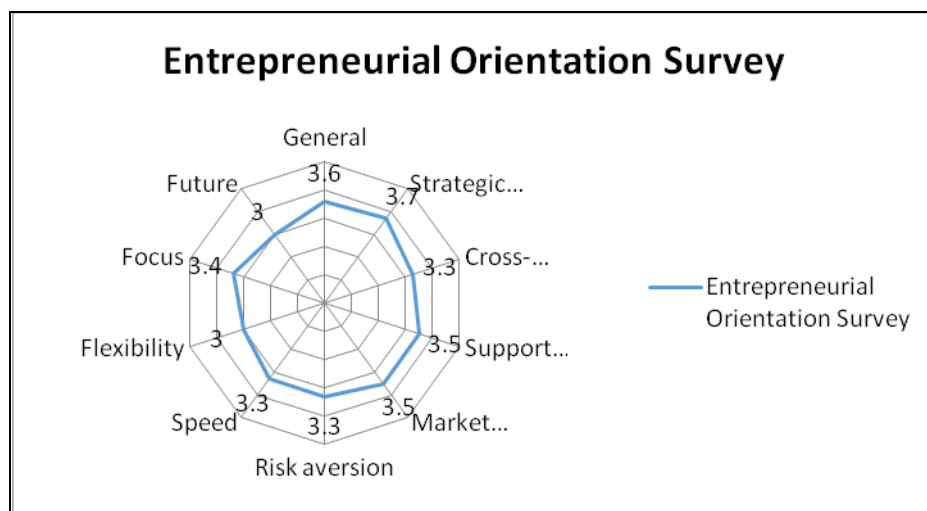 Entrepreneurial Orientation Survey
General
3.6
Future
Strategic...
3
3.7
Focus
Cross-...
3.4
3.3
Entrepreneurial
Orientation Survey
Flexibility
3
3.5
Support...
Speed
3.3
3.3
3.5
Market...
Risk aversion